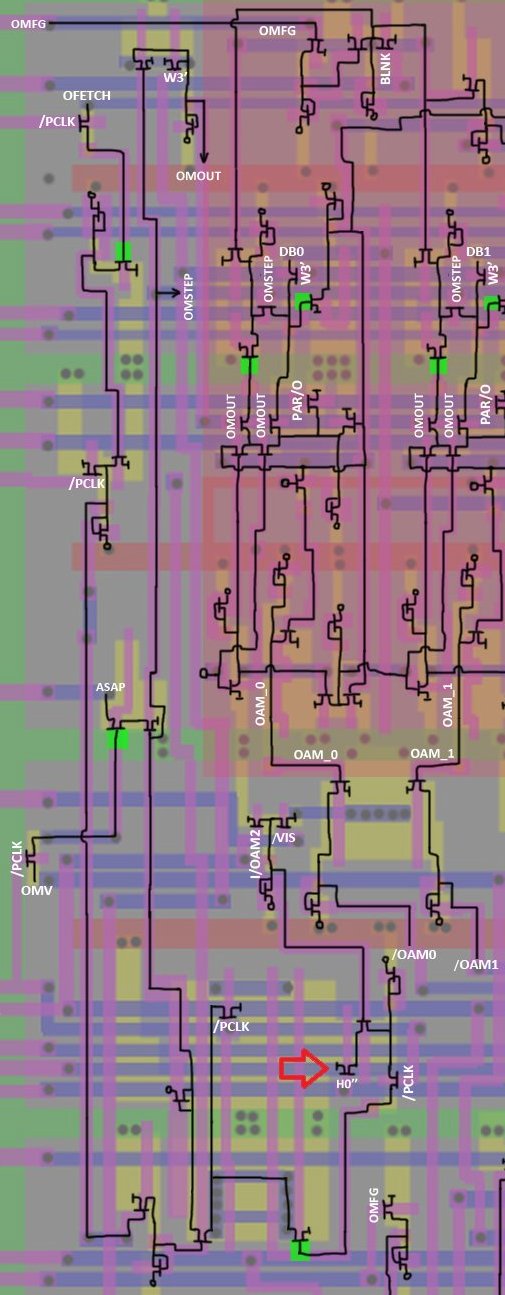 OMFG
OMFG
BLNK
W3'
OFETCH
/PCLK
OMOUT
DB0
W3'
OMSTEP
DB1
W3'
OMSTEP
OMSTEP
OMOUT
OMOUT
PAR/O
OMOUT
OMOUT
PAR/O
/PCLK
ASAP
OAM_0
OAM_1
OAM_0
OAM_1
/PCLK
OMV
I/OAM2
/VIS
/OAM0
/OAM1
/PCLK
H0''
/PCLK
OMFG